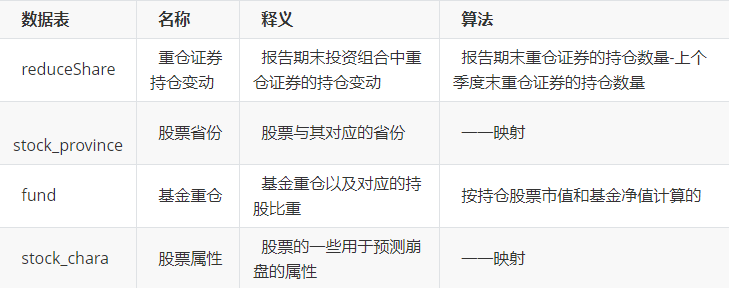 数据表 名称 释义 算法
reduceShare 重仓证券持仓变动 报告期末投资组合中重仓证券的持仓变动 报告期末重仓证券的持仓数量-上个季度末重仓证券的持仓数量
stock_province 股票省份 股票与其对应的省份 ——映射
fund 基金重仓 基金重仓以及对应的持股比重 按持仓股票市值和基金净值计算的
stock_chara 股票属性 股票的一些用于预测崩盘的属性 ——映射